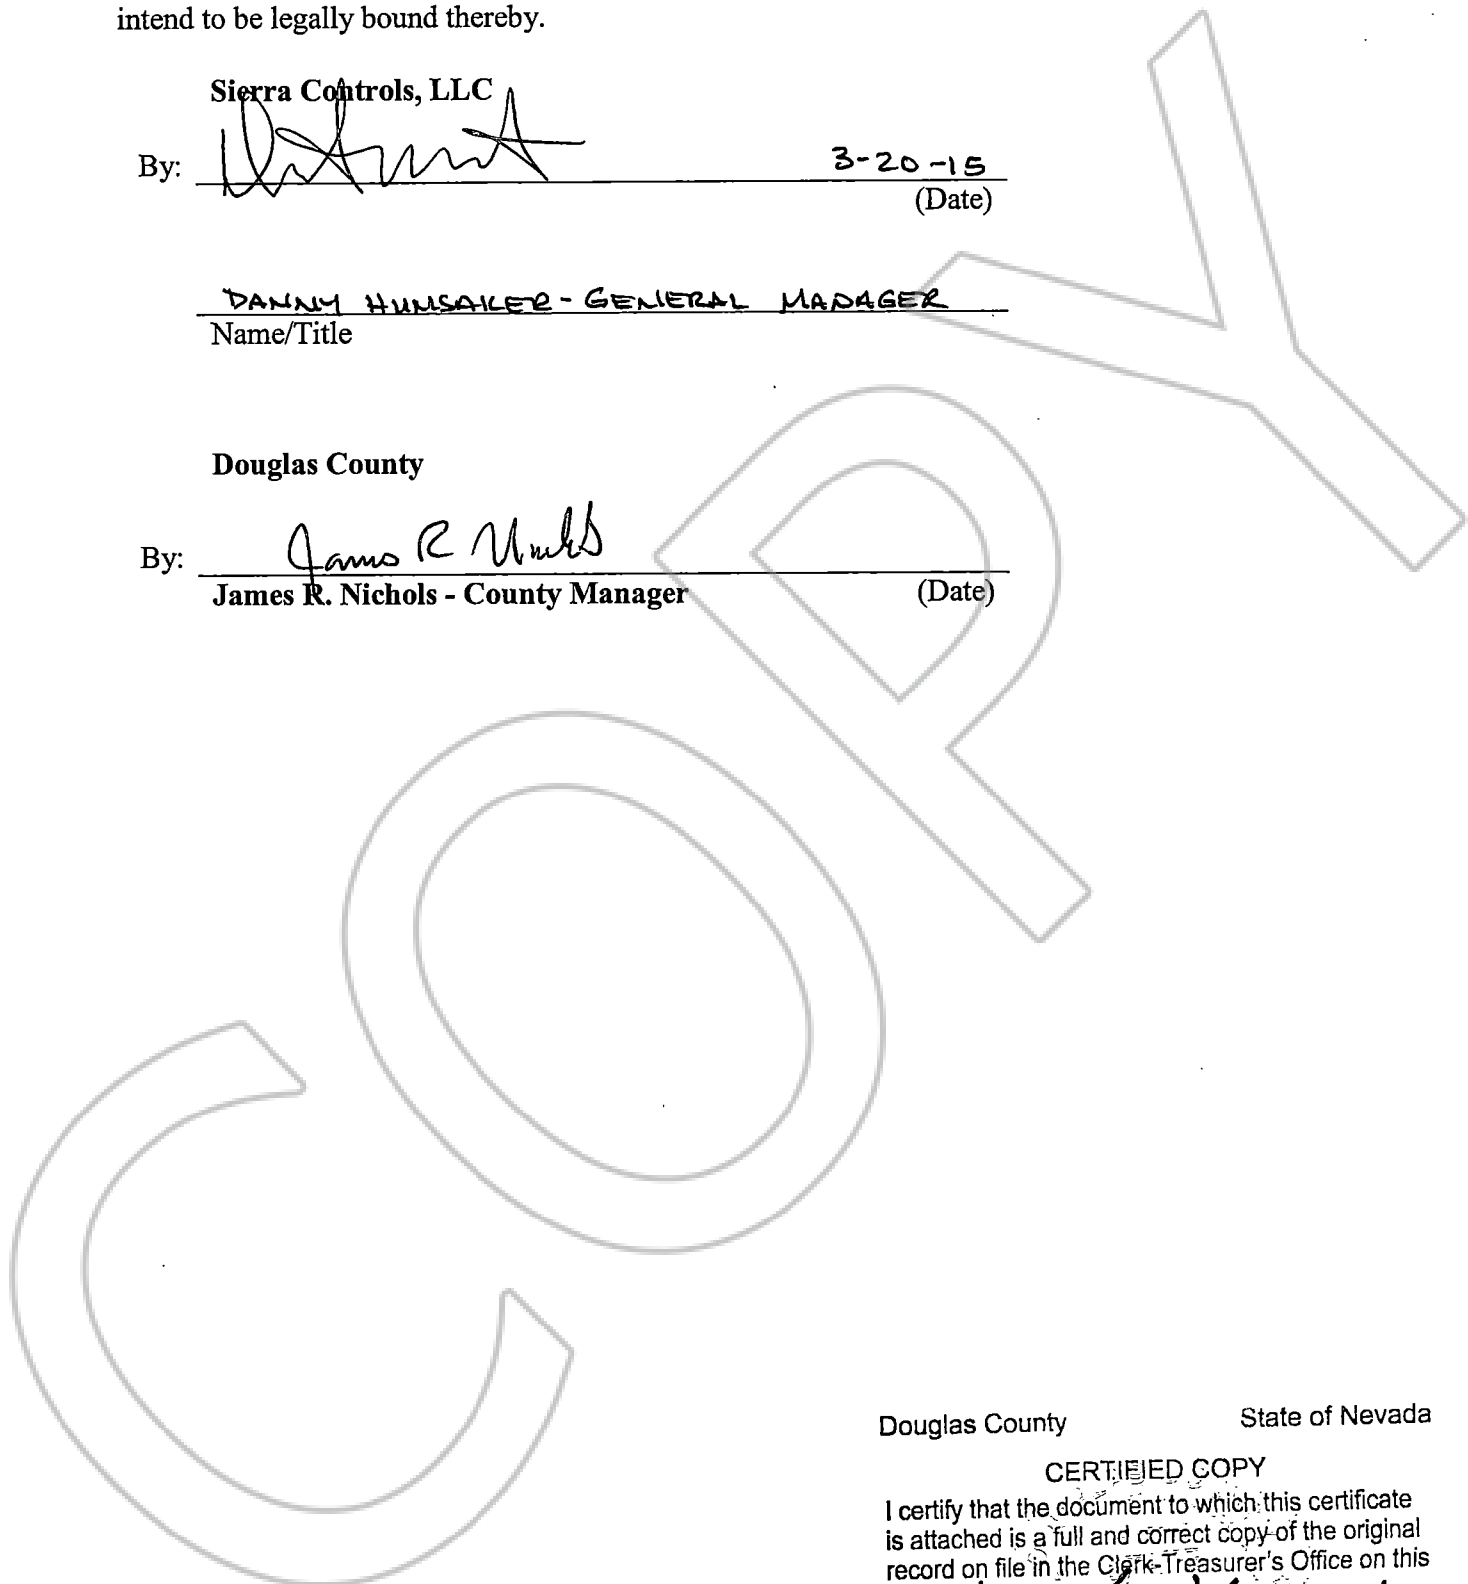 intend to be legally bound thereby.
Sierra Controls, LLC
By:
3-20-15
(Date)
DANNY HUNSAKER - GENERAL MANAGER
Name/Title
Douglas County
By: James R Nichols
James R. Nichols - County Manager (Date)
COPY
Douglas County State of Nevada
CERTIFIED COPY
I certify that the document to which this certificate
is attached is a full and correct copy of the original
record on file in the Clerk-Treasurer's Office on this